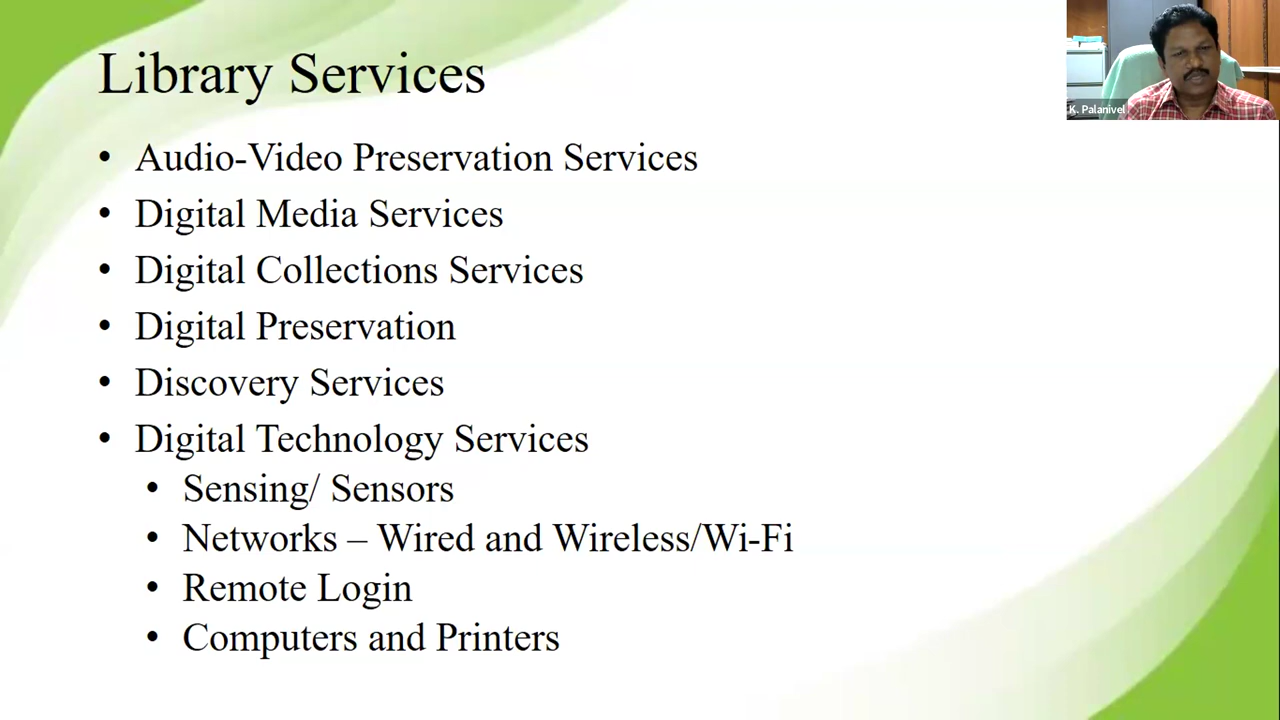 Library Services
K. Palanivel
• Audio-Video Preservation Services
• Digital Media Services
• Digital Collections Services
• Digital Preservation
• Discovery Services
• Digital Technology Services
• Sensing/ Sensors
• Networks – Wired and Wireless/Wi-Fi
• Remote Login
• Computers and Printers